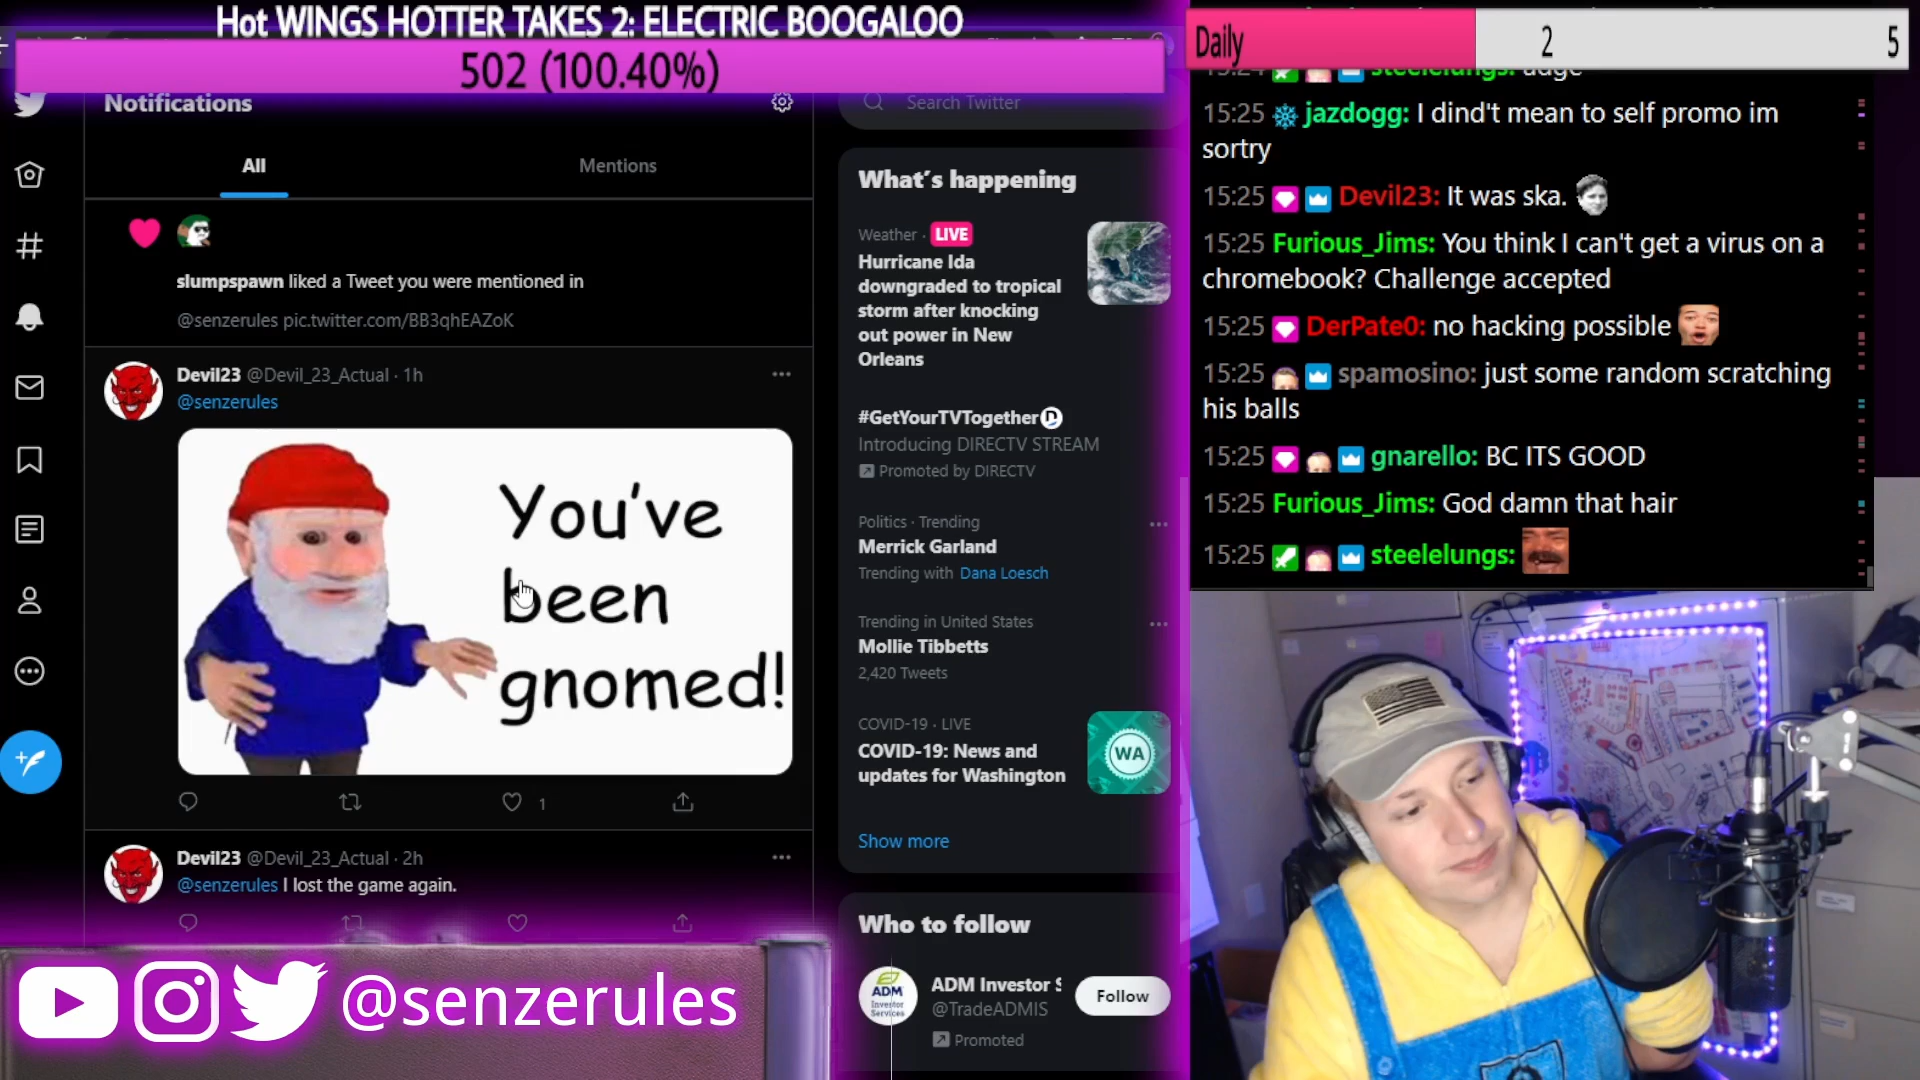 Hot WINGS HOTTER TAKES 2: ELECTRIC BOOGALOO
502 (100.40%)
Notifications
All
Mentions
slumpspawn liked a Tweet you were mentioned in
@senzerules pic.twitter.com/BB3qhEAZoK
Devil23 @Devil_23_Actual · 1h
@senzerules
You've
been
gnomed!
1
Devil23 @Devil_23_Actual · 2h
@senzerules I lost the game again.
@senzerules
Search Twitter
What's happening
Weather · LIVE
Hurricane Ida
downgraded to tropical
storm after knocking
out power in New
Orleans
#GetYourTVTogether
Introducing DIRECTV STREAM
Promoted by DIRECTV
Politics · Trending
Merrick Garland
Trending with Dana Loesch
Trending in United States
Mollie Tibbetts
2,420 Tweets
COVID-19 · LIVE
COVID-19: News and
updates for Washington
WA
Show more
Who to follow
ADM Investor
@TradeADMIS
Follow
Promoted
ADM
Investor
Services
Daily
2
5
steelelungs:
15:25 jazdogg: I dind't mean to self promo im
sortry
15:25 Devil23: It was ska.
15:25 Furious_Jims: You think I can't get a virus on a
chromebook? Challenge accepted
15:25 DerPate0: no hacking possible
15:25 spamosino: just some random scratching
his balls
15:25 gnarello: BC ITS GOOD
15:25 Furious_Jims: God damn that hair
15:25 steelelungs: